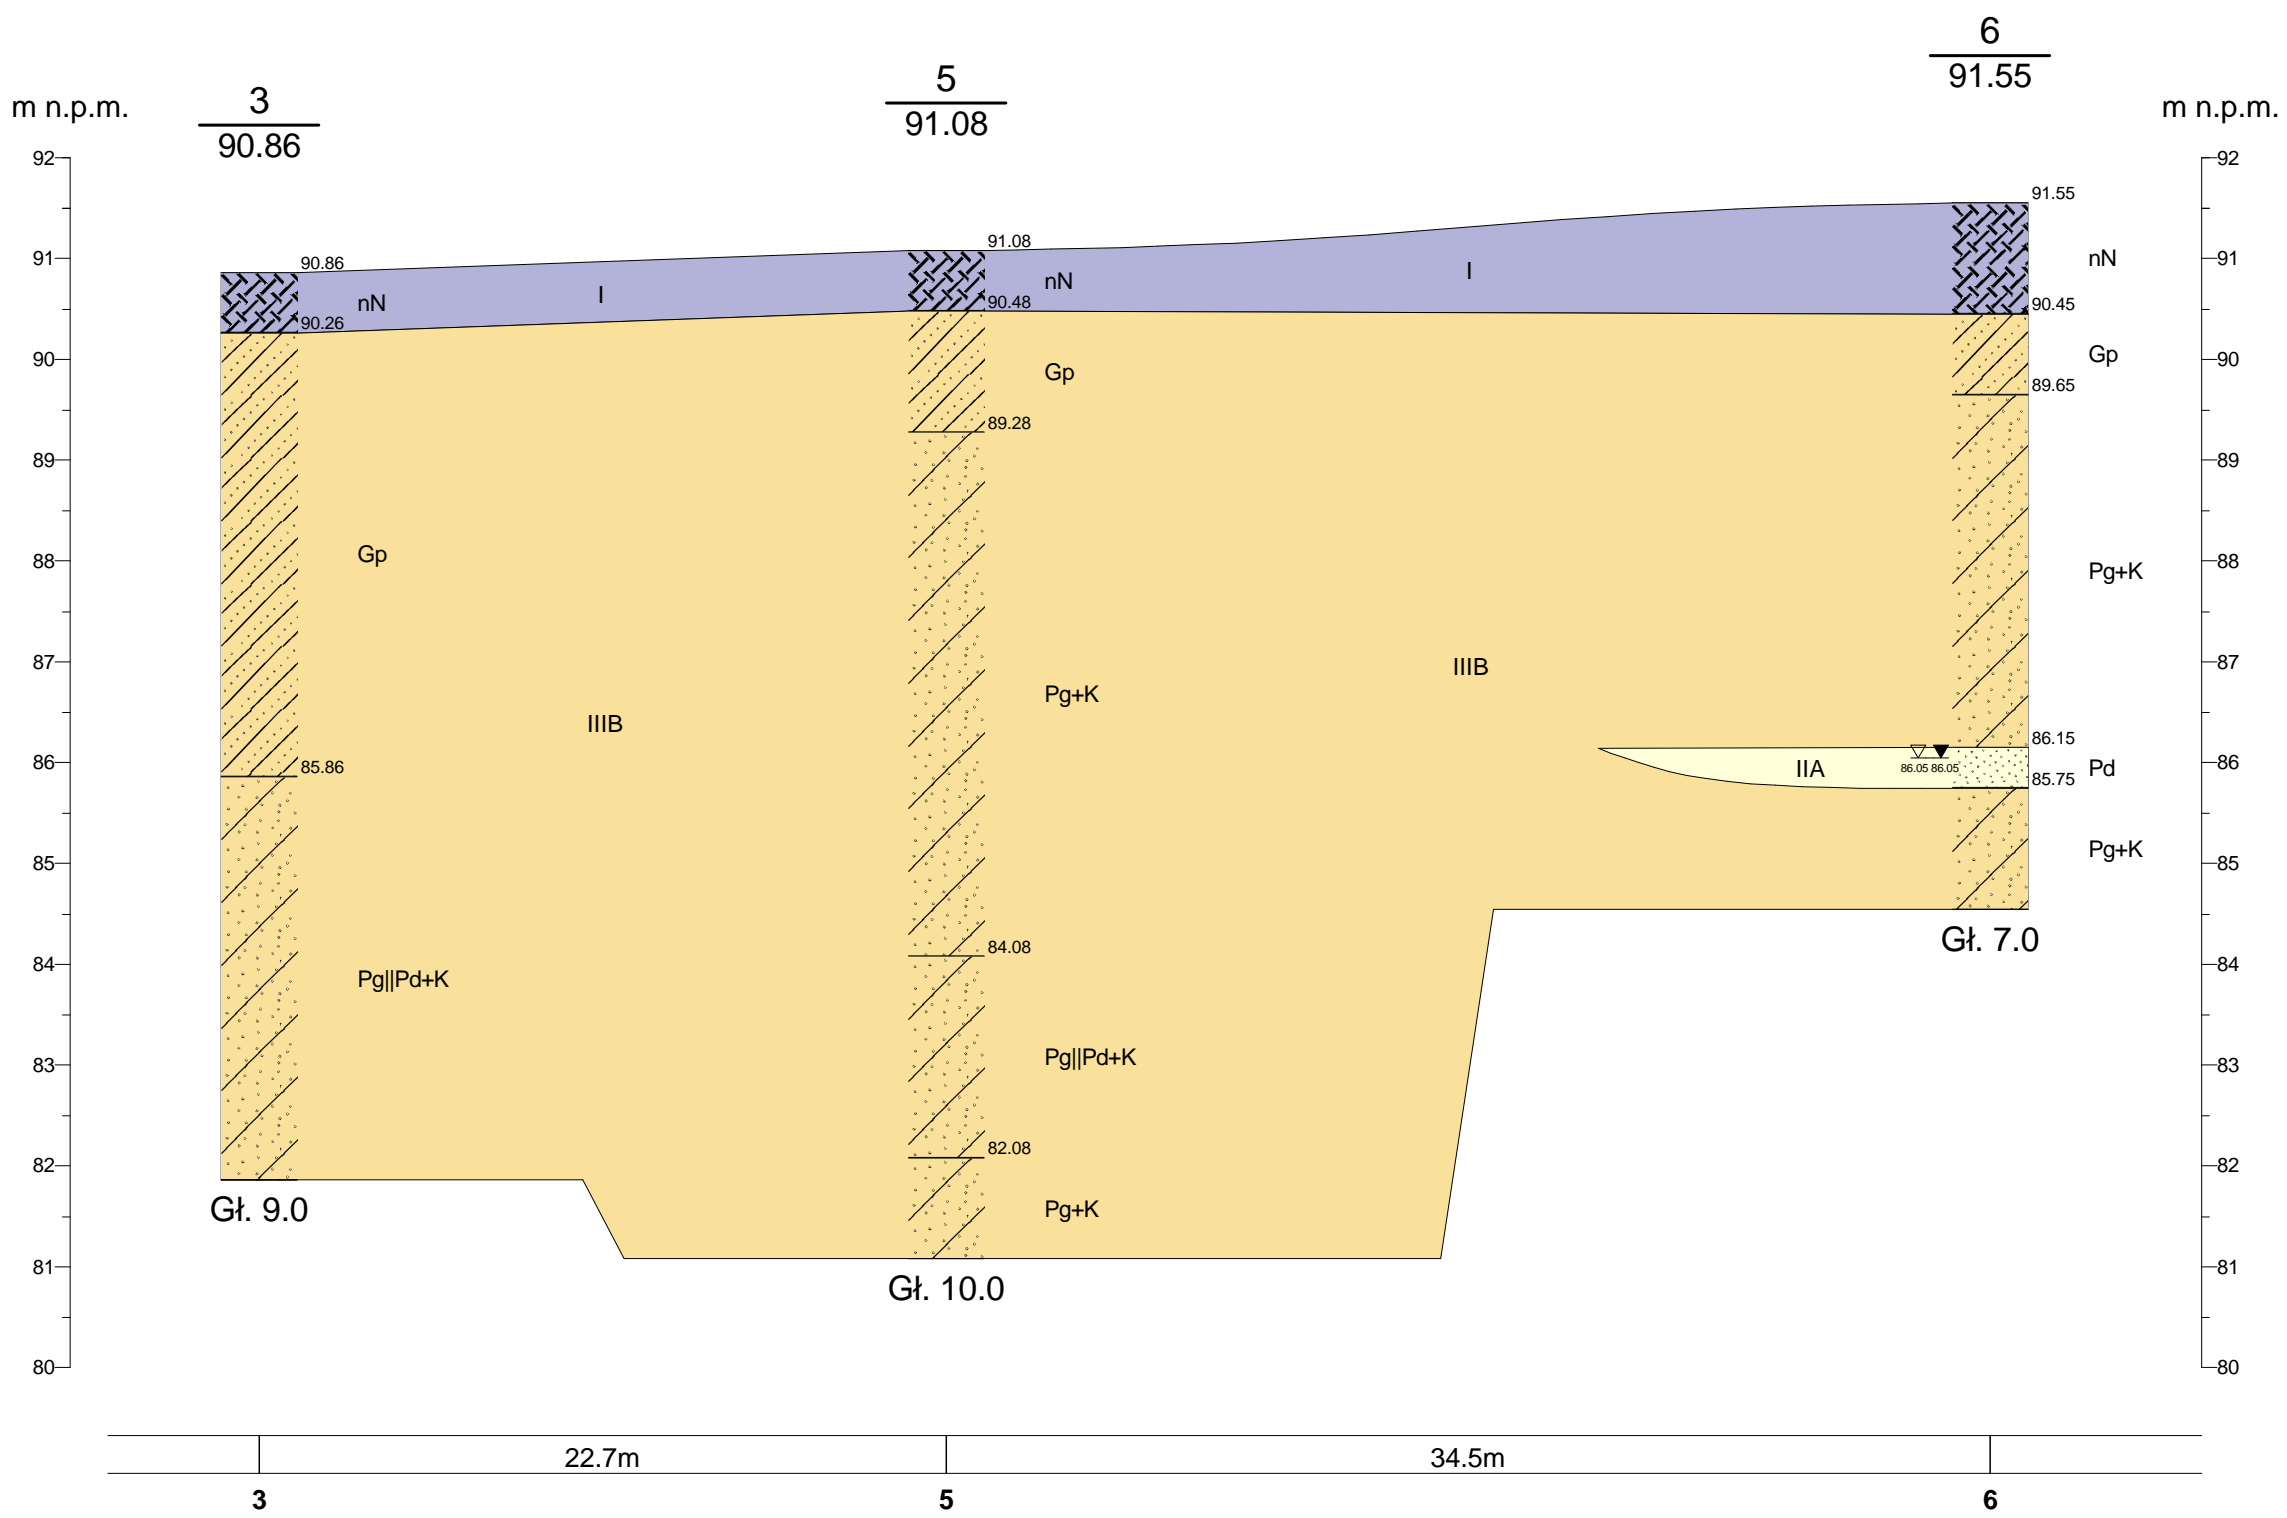 6
91.55
5
91.08
3
90.86
m n.p.m.
m n.p.m.
92
91
90
89
88
87
86
85
84
83
82
81
80
90.86
nN
90.26
I
Gp
IIIB
85.86
Pg||Pd+K
Gł. 9.0
91.08
nN
90.48
I
Gp
89.28
Pg+K
IIIB
84.08
Pg||Pd+K
82.08
Pg+K
Gł. 10.0
91.55
nN
90.45
Gp
89.65
Pg+K
86.15
IIA
86.05 86.05
Pd
85.75
Pg+K
Gł. 7.0
92
91
90
89
88
87
86
85
84
83
82
81
80
22.7m
34.5m
3
5
6